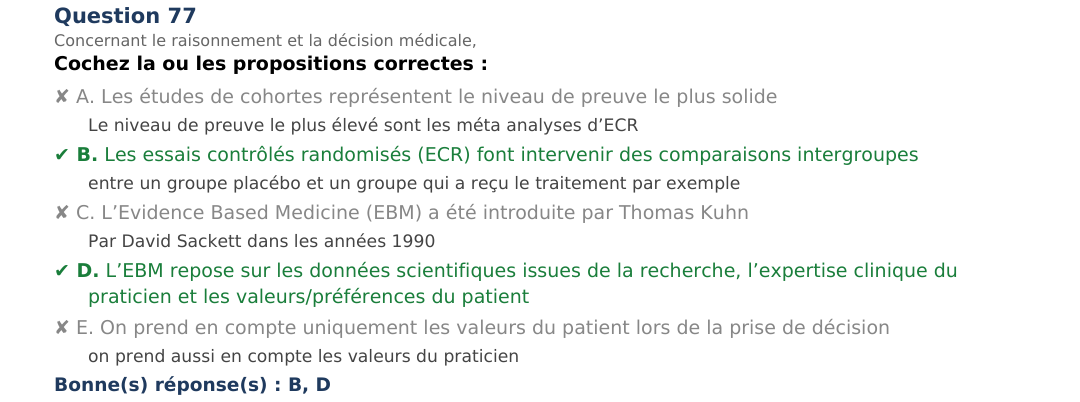 Question 77
Concernant le raisonnement et la décision médicale,
Cochez la ou les propositions correctes :
✘ A. Les études de cohortes représentent le niveau de preuve le plus solide
Le niveau de preuve le plus élevé sont les méta analyses d’ECR
✔ B. Les essais contrôlés randomisés (ECR) font intervenir des comparaisons intergroupes
entre un groupe placébo et un groupe qui a reçu le traitement par exemple
✘ C. L’Evidence Based Medicine (EBM) a été introduite par Thomas Kuhn
Par David Sackett dans les années 1990
✔ D. L’EBM repose sur les données scientifiques issues de la recherche, l’expertise clinique du
praticien et les valeurs/préférences du patient
✘ E. On prend en compte uniquement les valeurs du patient lors de la prise de décision
on prend aussi en compte les valeurs du praticien
Bonne(s) réponse(s) : B, D